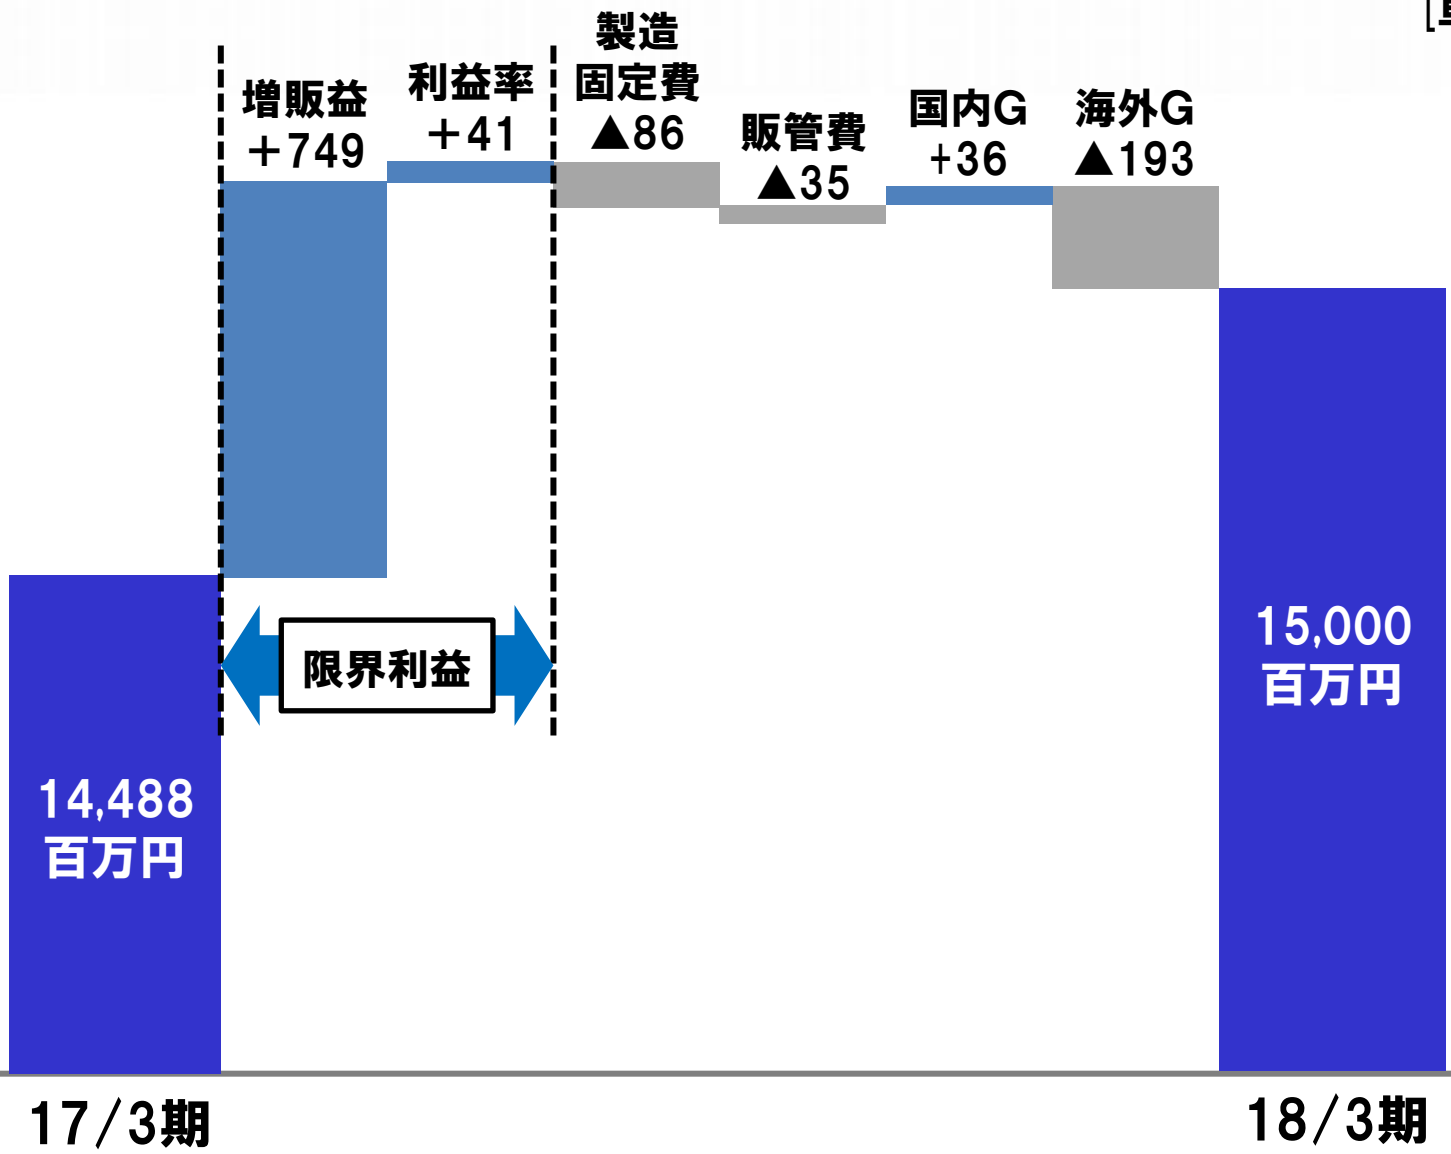 増販益
＋749
利益率
＋41
製造
固定費
▲86
販管費
▲35
国内G
+36
海外G
▲193
限界利益
14,488
百万円
15,000
百万円
17/3期
18/3期